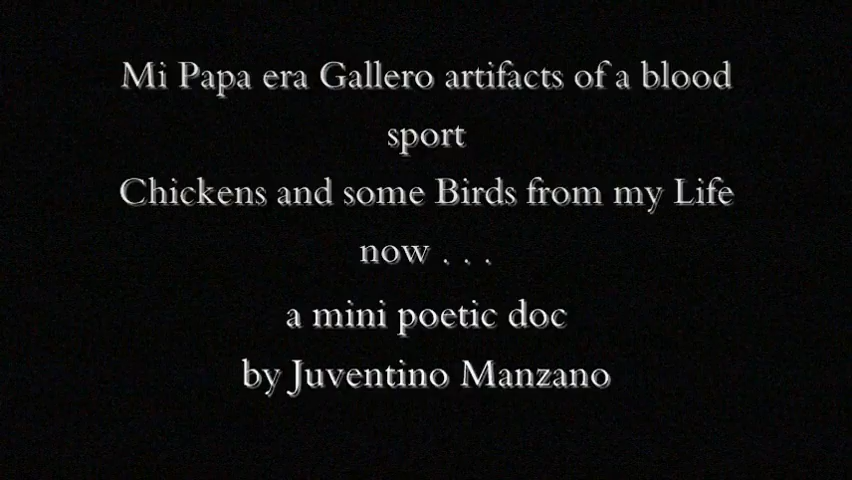 Mi Papa era Gallero artifacts of a blood
sport
Chickens and some Birds from my Life
now . . .
a mini poetic doc
by Juventino Manzano